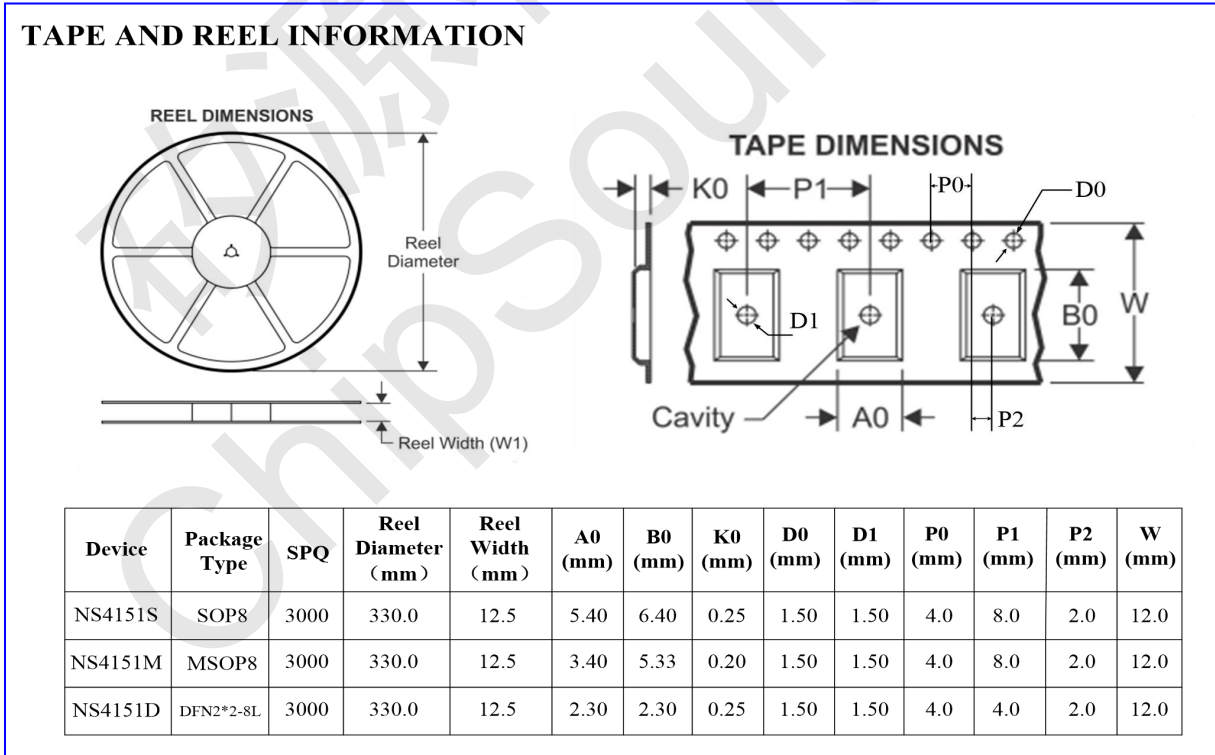 TAPE AND REEL INFORMATION
REEL DIMENSIONS
Reel
Diameter
Reel Width (W1)
TAPE DIMENSIONS
K0 P1 P0 D0
D1
B0 W
Cavity A0 P2
Device Package Type SPQ Reel Diameter （mm） Reel Width （mm） A0 (mm) B0 (mm) K0 (mm) D0 (mm) D1 (mm) P0 (mm) P1 (mm) P2 (mm) W (mm)
NS4151S SOP8 3000 330.0 12.5 5.40 6.40 0.25 1.50 1.50 4.0 8.0 2.0 12.0
NS4151M MSOP8 3000 330.0 12.5 3.40 5.33 0.20 1.50 1.50 4.0 8.0 2.0 12.0
NS4151D DFN2*2-8L 3000 330.0 12.5 2.30 2.30 0.25 1.50 1.50 4.0 4.0 2.0 12.0